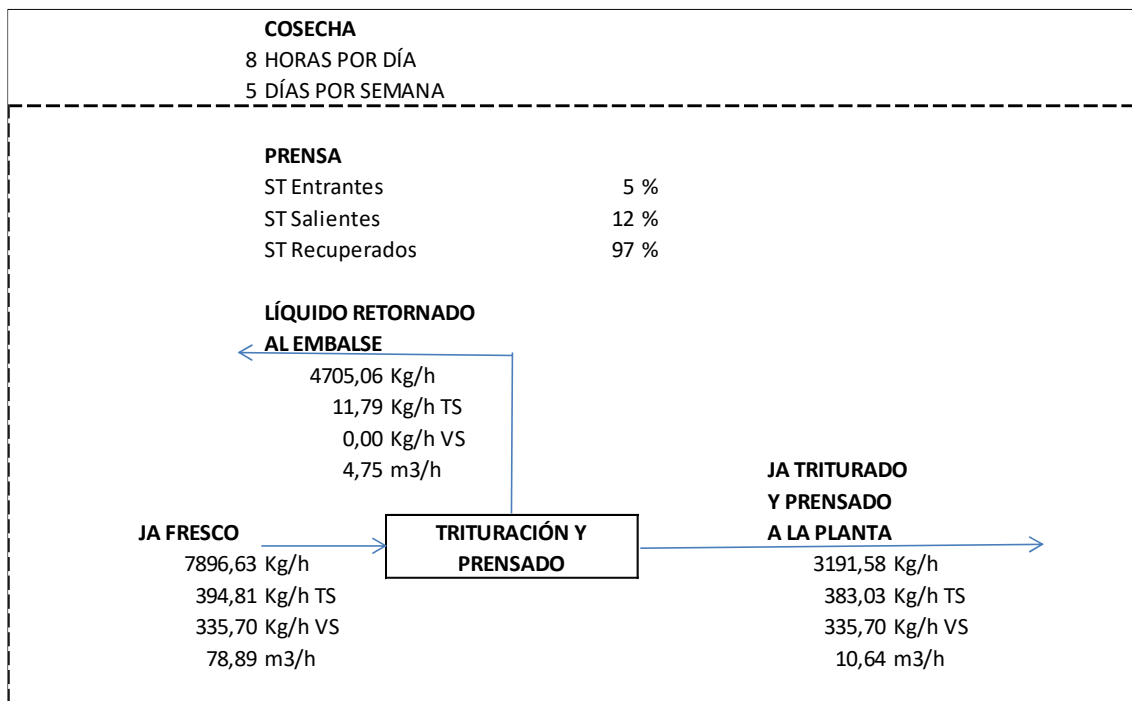 COSECHA
8 HORAS POR DÍA
5 DÍAS POR SEMANA
PRENSA
ST Entrantes 5 %
ST Salientes 12 %
ST Recuperados 97 %
LÍQUIDO RETORNADO
AL EMBALSE
4705,06 Kg/h
11,79 Kg/h TS
0,00 Kg/h VS
4,75 m3/h
JA FRESCO
7896,63 Kg/h
394,81 Kg/h TS
335,70 Kg/h VS
78,89 m3/h
TRITURACIÓN Y
PRENSADO
JA TRITURADO
Y PRENSADO
A LA PLANTA
3191,58 Kg/h
383,03 Kg/h TS
335,70 Kg/h VS
10,64 m3/h